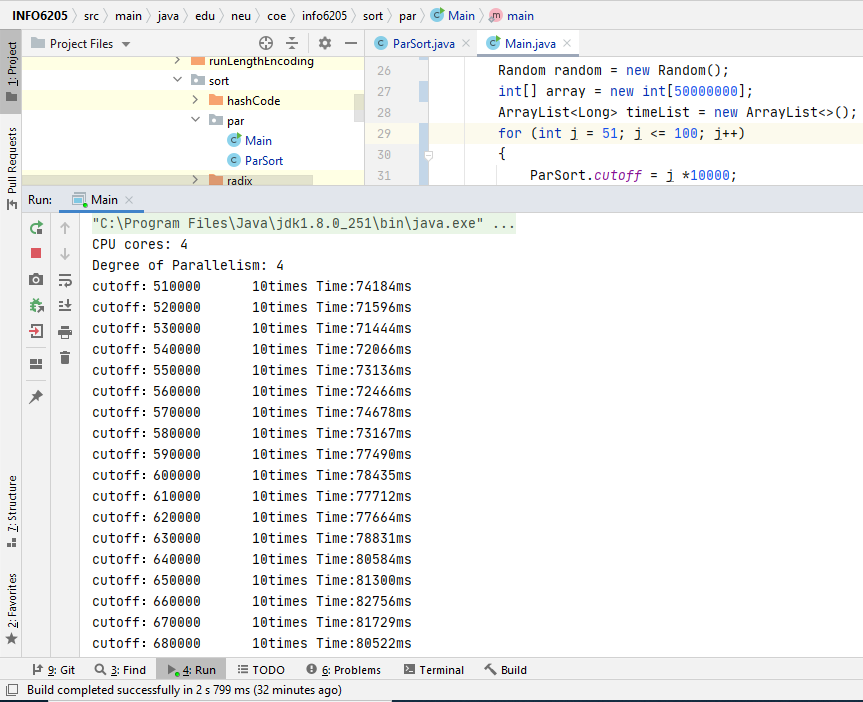 INFO6205 src main java edu neu coe info6205 sort par Main main
1: Project
Pull Requests
7: Structure
2: Favorites
Project Files
runLengthEncoding
sort
hashCode
par
Main
ParSort
radix
ParSort.java Main.java
26 Random random = new Random();
27 int[] array = new int[50000000];
28 ArrayList<Long> timeList = new ArrayList<>();
29 for (int j = 51; j <= 100; j++)
30 {
31 ParSort.cutoff = j *10000;
Run: Main
"C:\Program Files\Java\jdk1.8.0_251\bin\java.exe" ...
CPU cores: 4
Degree of Parallelism: 4
cutoff：510000 10times Time:74184ms
cutoff：520000 10times Time:71596ms
cutoff：530000 10times Time:71444ms
cutoff：540000 10times Time:72066ms
cutoff：550000 10times Time:73136ms
cutoff：560000 10times Time:72466ms
cutoff：570000 10times Time:74678ms
cutoff：580000 10times Time:73167ms
cutoff：590000 10times Time:77490ms
cutoff：600000 10times Time:78435ms
cutoff：610000 10times Time:77712ms
cutoff：620000 10times Time:77664ms
cutoff：630000 10times Time:78831ms
cutoff：640000 10times Time:80584ms
cutoff：650000 10times Time:81300ms
cutoff：660000 10times Time:82756ms
cutoff：670000 10times Time:81729ms
cutoff：680000 10times Time:80522ms
9: Git 3: Find 4: Run TODO 6: Problems Terminal Build
Build completed successfully in 2 s 799 ms (32 minutes ago)